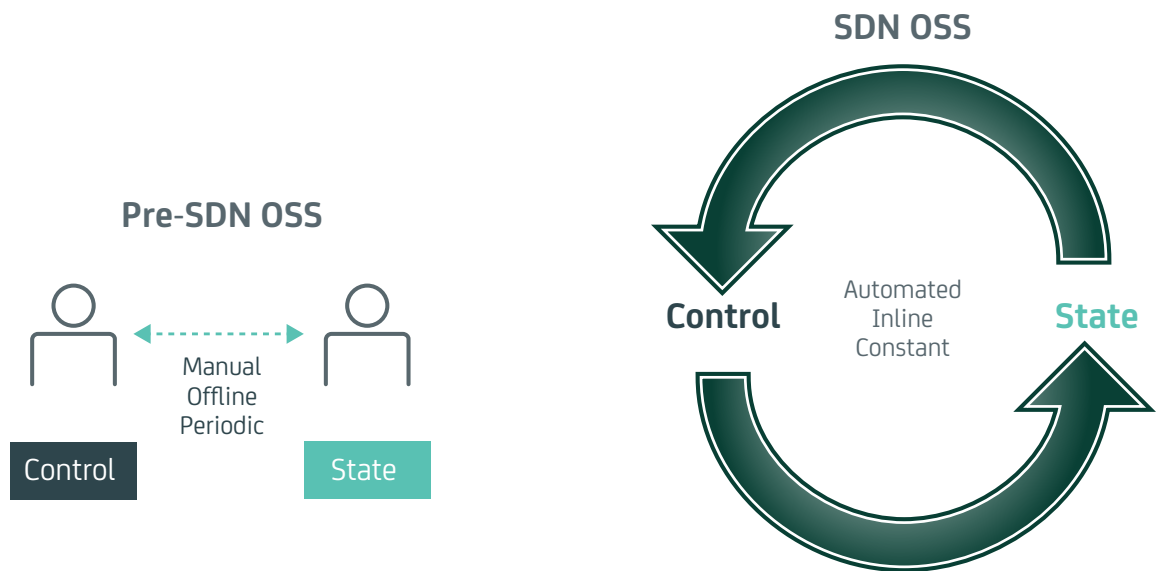 Pre-SDN OSS
Manual
Offline
Periodic
Control
State
SDN OSS
Control
Automated
Inline
Constant
State